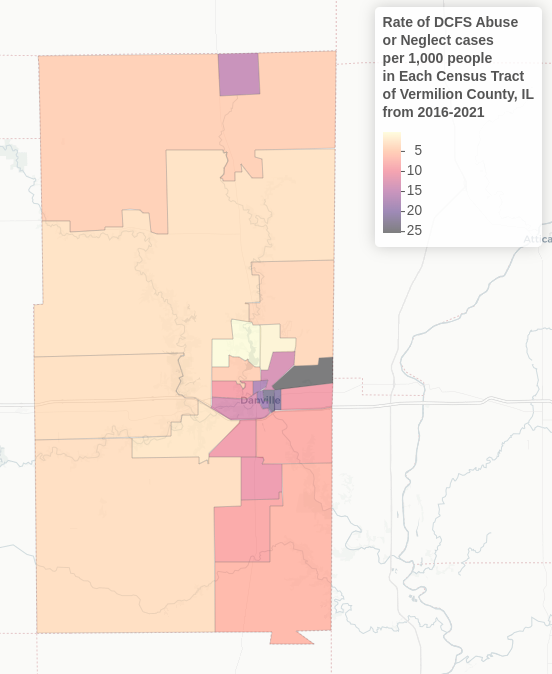 Rate of DCFS Abuse
or Neglect cases
per 1,000 people
in Each Census Tract
of Vermilion County, IL
from 2016-2021
5
10
15
20
25
Attica
Danville